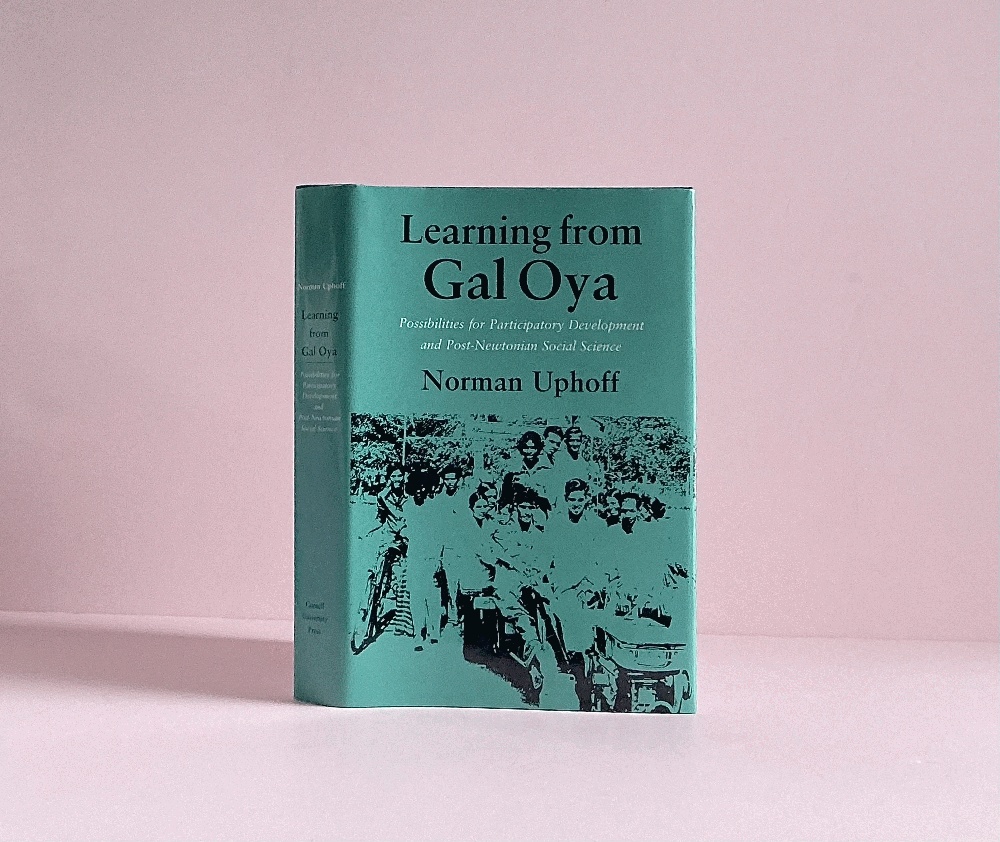 Learning from
Gal Oya
Possibilities for Participatory Development
and Post-Newtonian Social Science
Norman Uphoff
Norman Uphoff
Learning
from
Gal Oya
Possibilities for
Participatory
Development
and
Post-Newtonian
Social Science
Cornell
University
Press